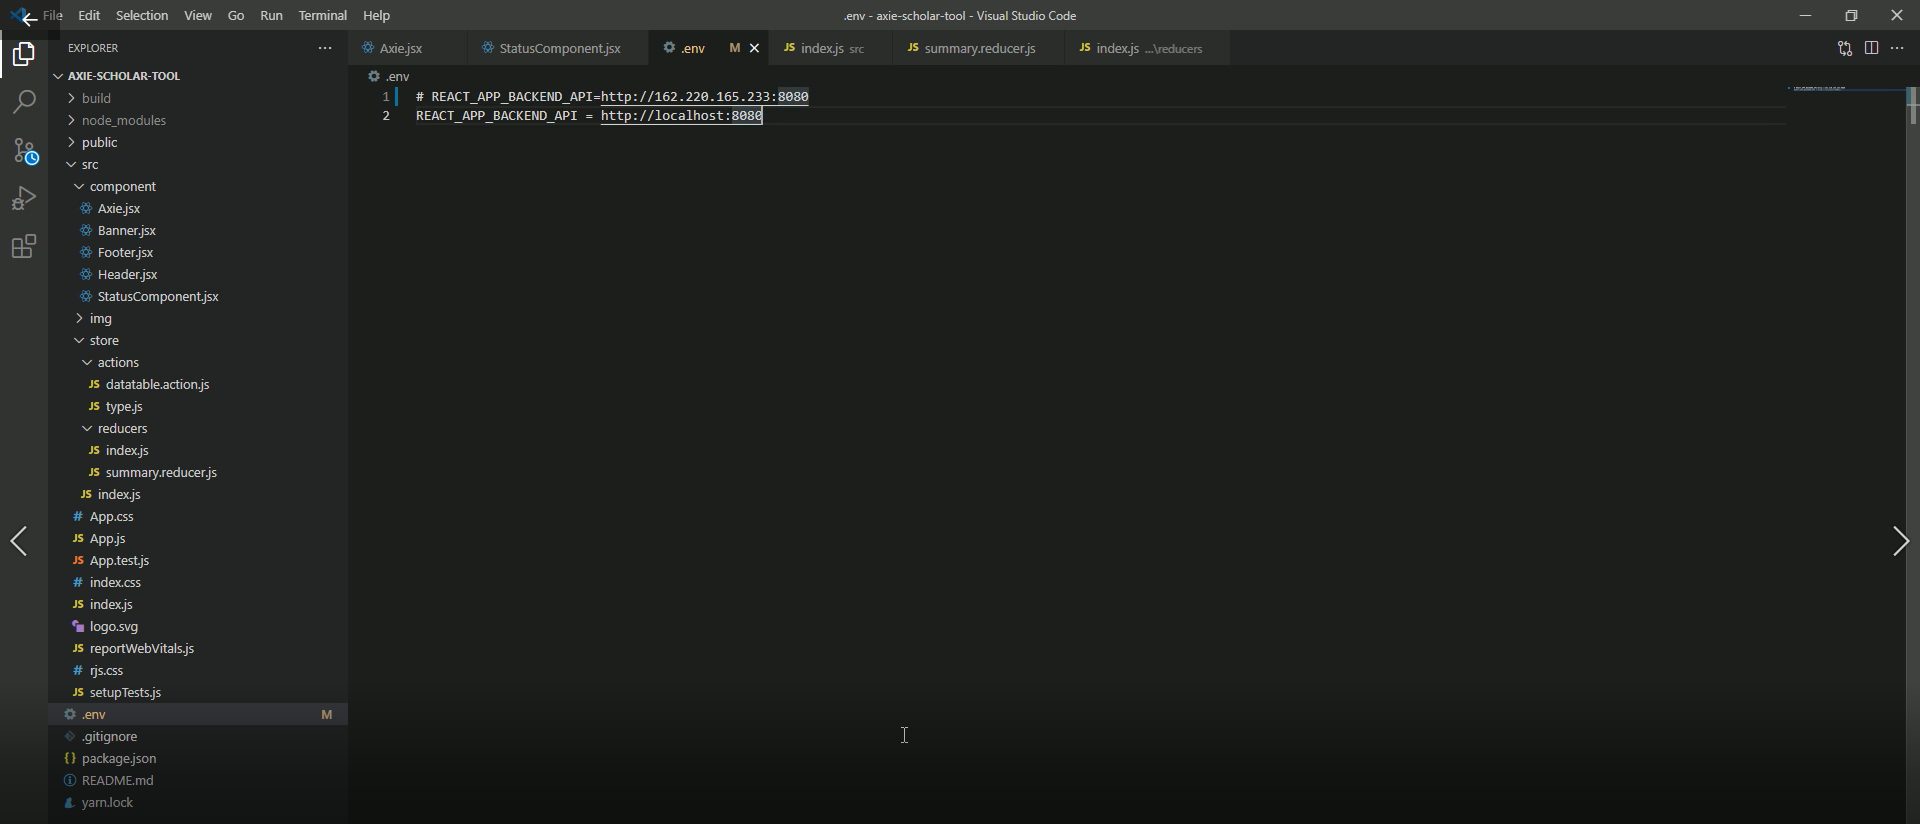 File Edit Selection View Go Run Terminal Help
.env - axie-scholar-tool - Visual Studio Code
EXPLORER
Axie.jsx
StatusComponent.jsx
.env M
JS index.js src
JS summary.reducer.js
JS index.js ...\reducers
AXIE-SCHOLAR-TOOL
.env
build
1 # REACT_APP_BACKEND_API=http://162.220.165.233:8080
2 REACT_APP_BACKEND_API = http://localhost:8080
node_modules
public
src
component
Axie.jsx
Banner.jsx
Footer.jsx
Header.jsx
StatusComponent.jsx
img
store
actions
JS datatable.action.js
JS type.js
reducers
JS index.js
JS summary.reducer.js
JS index.js
# App.css
JS App.js
JS App.test.js
# index.css
JS index.js
logo.svg
JS reportWebVitals.js
# rjs.css
JS setupTests.js
.env M
.gitignore
{} package.json
README.md
yarn.lock